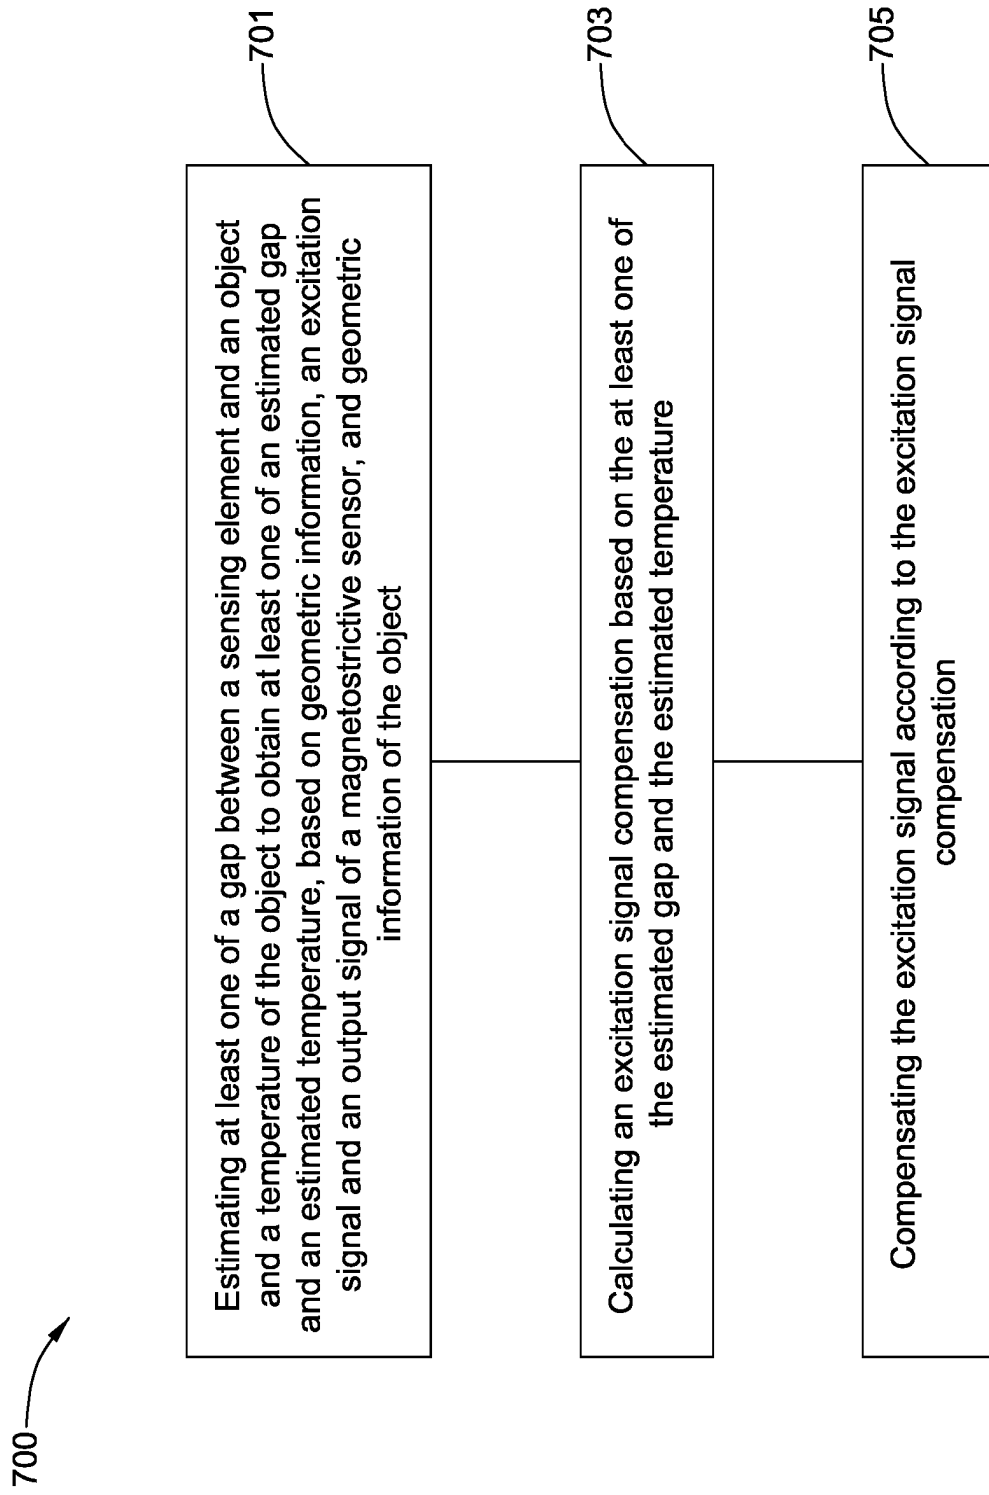 700
701
Estimating at least one of a gap between a sensing element and an object
and a temperature of the object to obtain at least one of an estimated gap
and an estimated temperature, based on geometric information, an excitation
signal and an output signal of a magnetostrictive sensor, and geometric
information of the object
703
Calculating an excitation signal compensation based on the at least one of
the estimated gap and the estimated temperature
705
Compensating the excitation signal according to the excitation signal
compensation